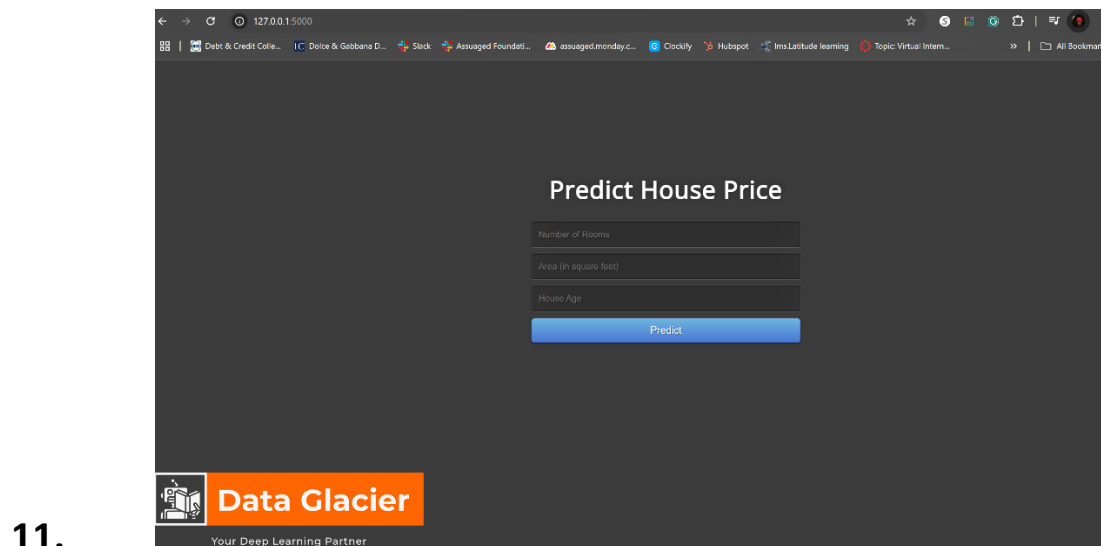 127.0.0.1:5000
Debt & Credit Colle... Dolce & Gabbana D... Slack Assuaged Foundati... assuaged.monday.c... Clockify Hubspot lms.Latitude learning Topic: Virtual Intern... » All Bookmar
Predict House Price
Number of Rooms
Area (In square feet)
House Age
Predict
Data Glacier
Your Deep Learning Partner
11.